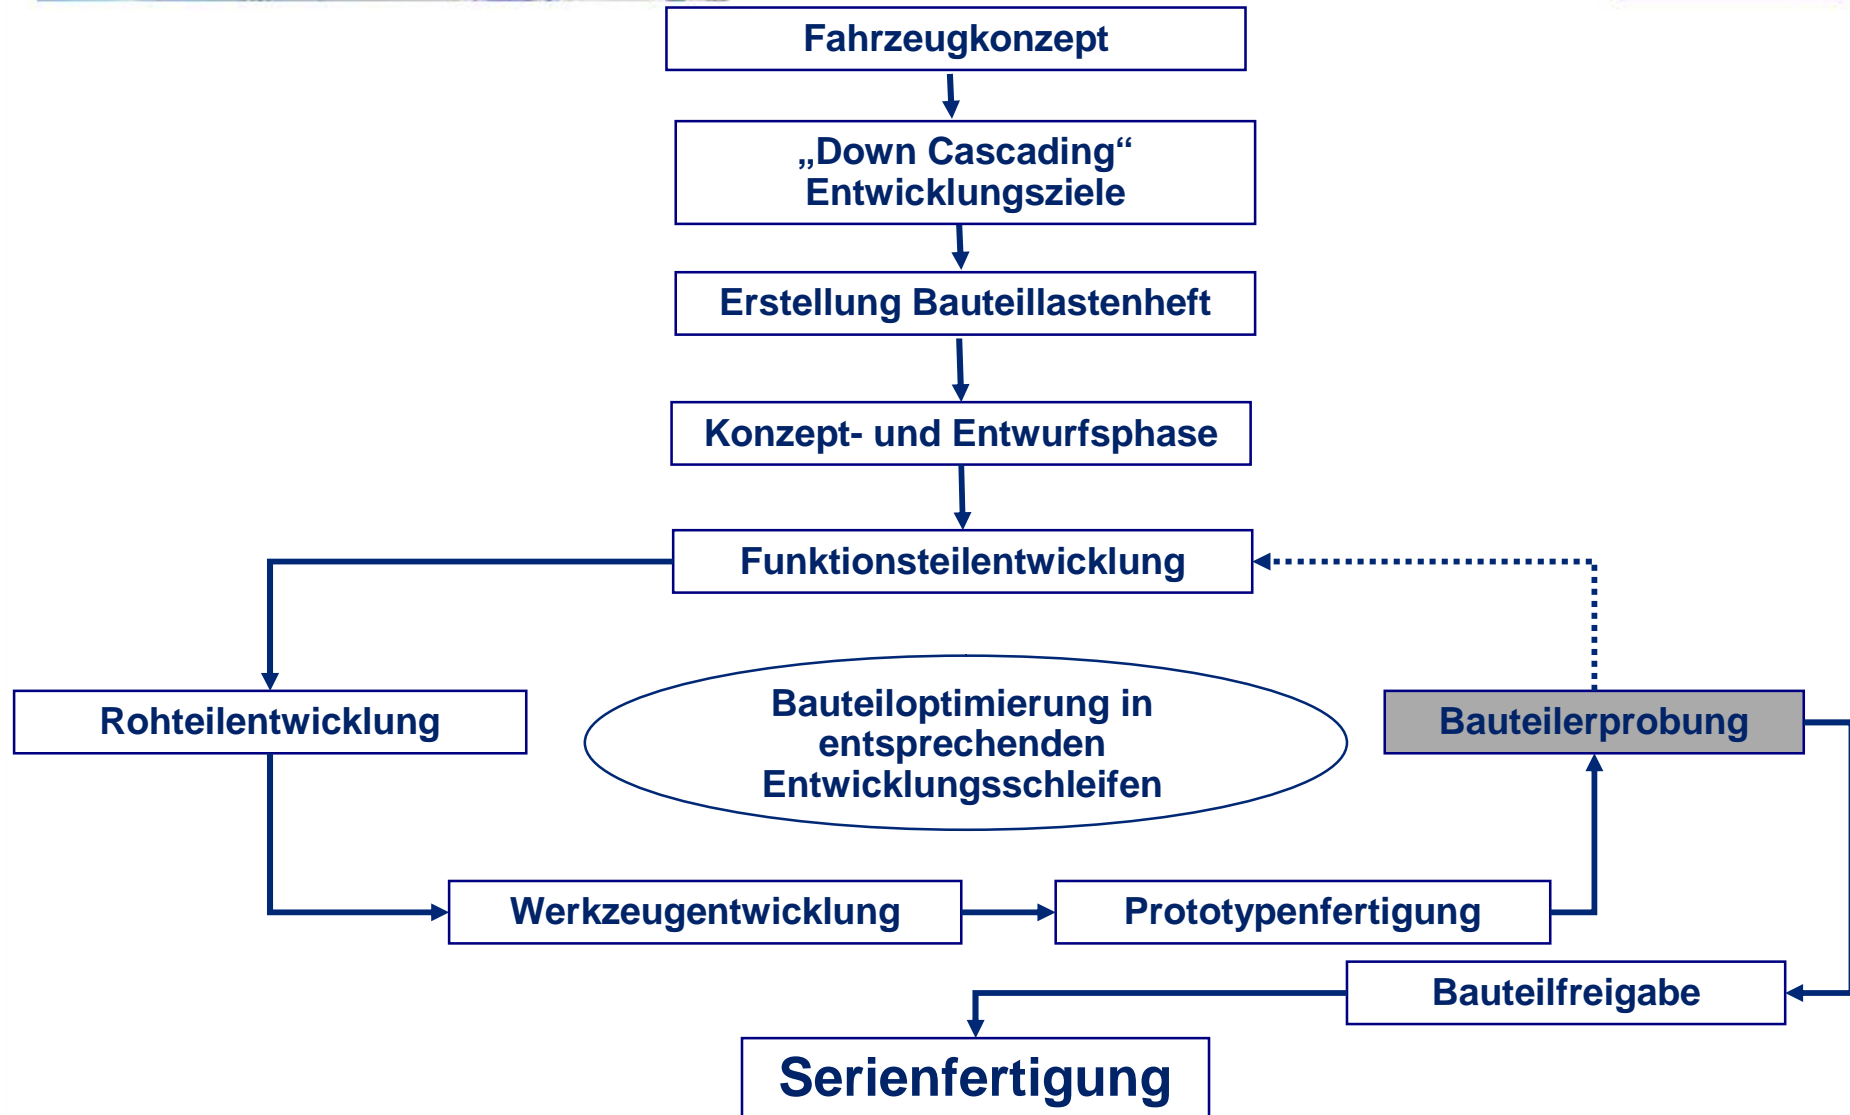 Fahrzeugkonzept
„Down Cascading“
Entwicklungsziele
Erstellung Bauteillastenheft
Konzept- und Entwurfsphase
Funktionsteilentwicklung
Rohteilentwicklung
Bauteiloptimierung in
entsprechenden
Entwicklungsschleifen
Bauteilerprobung
Werkzeugentwicklung
Prototypenfertigung
Bauteilfreigabe
Serienfertigung